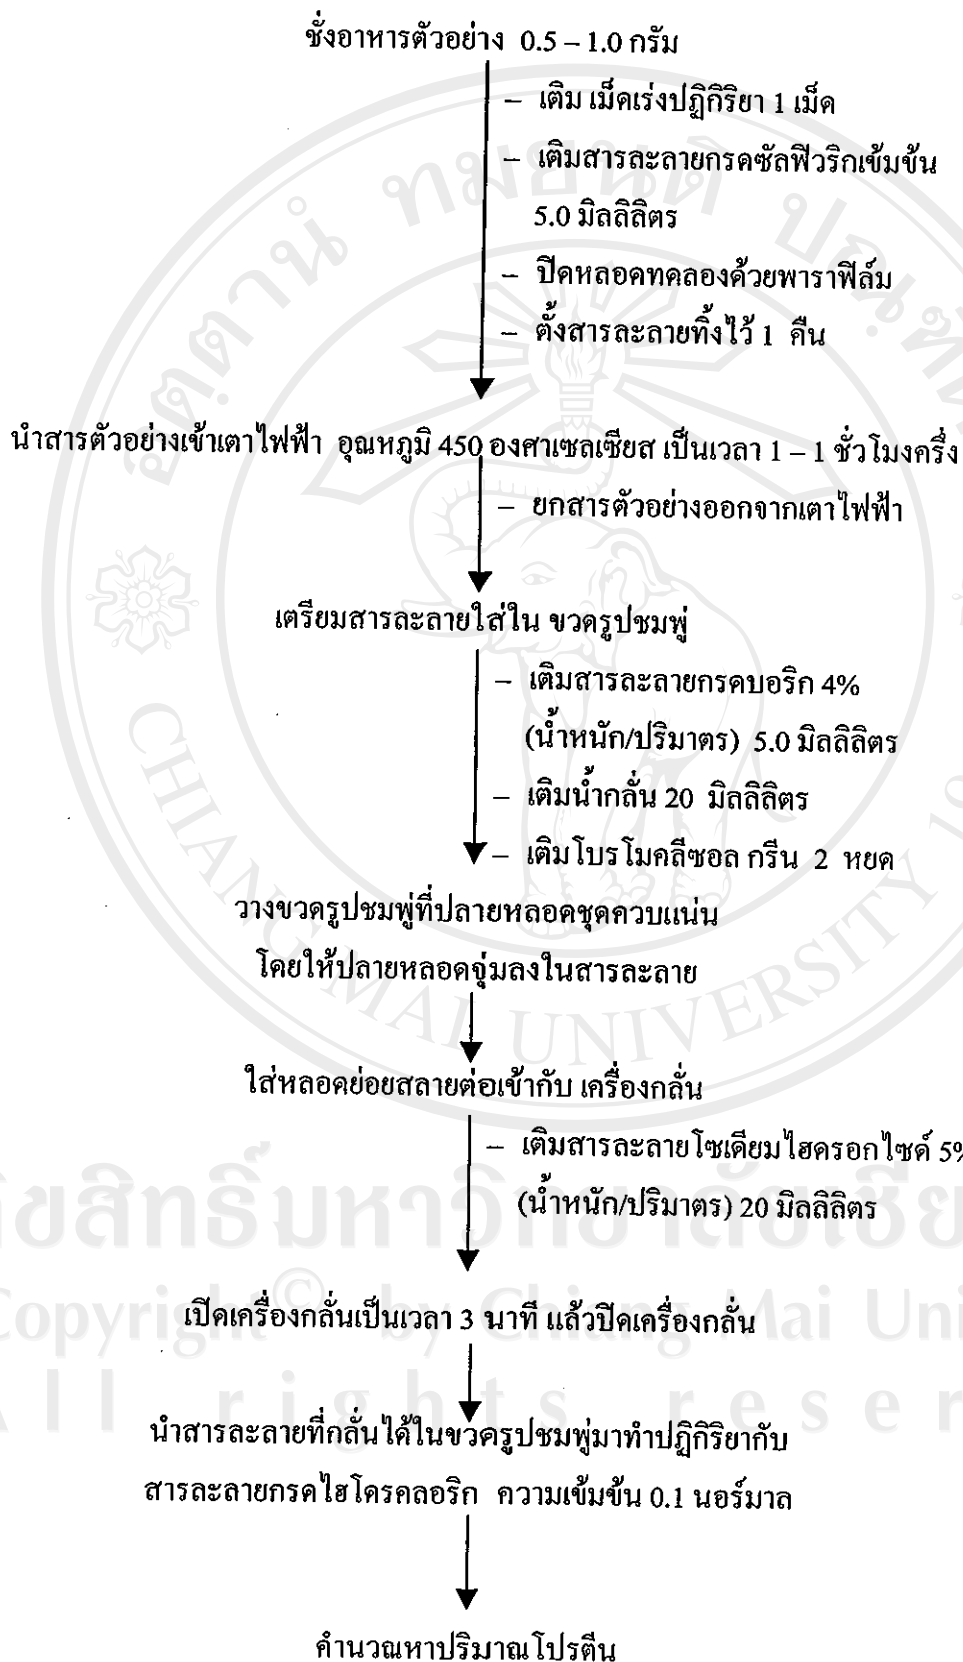 ชั่งอาหารตัวอย่าง 0.5 – 1.0 กรัม
– เติม เม็ดเร่งปฏิกิริยา 1 เม็ด
– เติมสารละลายกรดซัลฟิวริกเข้มข้น
5.0 มิลลิลิตร
– ปิดหลอดทดลองด้วยพาราฟีล์ม
– ตั้งสารละลายทิ้งไว้ 1 คืน
นำสารตัวอย่างเข้าเตาไฟฟ้า อุณหภูมิ 450 องศาเซลเซียส เป็นเวลา 1 – 1 ชั่วโมงครึ่ง
– ยกสารตัวอย่างออกจากเตาไฟฟ้า
เตรียมสารละลายใส่ใน ขวดรูปชมพู่
– เติมสารละลายกรดบอริก 4%
(น้ำหนัก/ปริมาตร) 5.0 มิลลิลิตร
– เติมน้ำกลั่น 20 มิลลิลิตร
– เติมโบรโมคลีซอล กรีน 2 หยด
วางขวดรูปชมพู่ที่ปลายหลอดชุดควบแน่น
โดยให้ปลายหลอดจุ่มลงในสารละลาย
ใส่หลอดย่อยสลายต่อเข้ากับ เครื่องกลั่น
– เติมสารละลายโซเดียมไฮดรอกไซด์ 5%
(น้ำหนัก/ปริมาตร) 20 มิลลิลิตร
เปิดเครื่องกลั่นเป็นเวลา 3 นาที แล้วปิดเครื่องกลั่น
นำสารละลายที่กลั่นได้ในขวดรูปชมพู่มาทำปฏิกิริยากับ
สารละลายกรดไฮโดรคลอริก ความเข้มข้น 0.1 นอร์มาล
คำนวณหาปริมาณโปรตีน
CHIANG MAI UNIVERSITY
Copyright © by Chiang Mai Uni
All rights reser